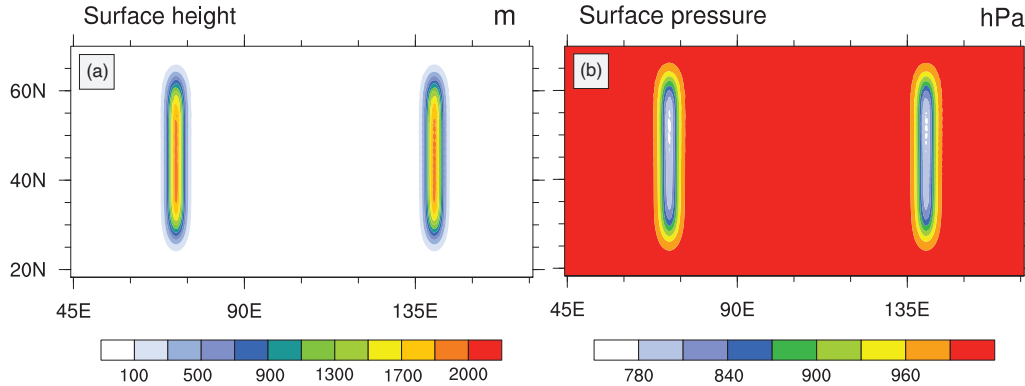 Surface height m
Surface pressure hPa
(a)
(b)
60N
40N
20N
45E 90E 135E
45E 90E 135E
100 500 900 1300 1700 2000
780 840 900 960